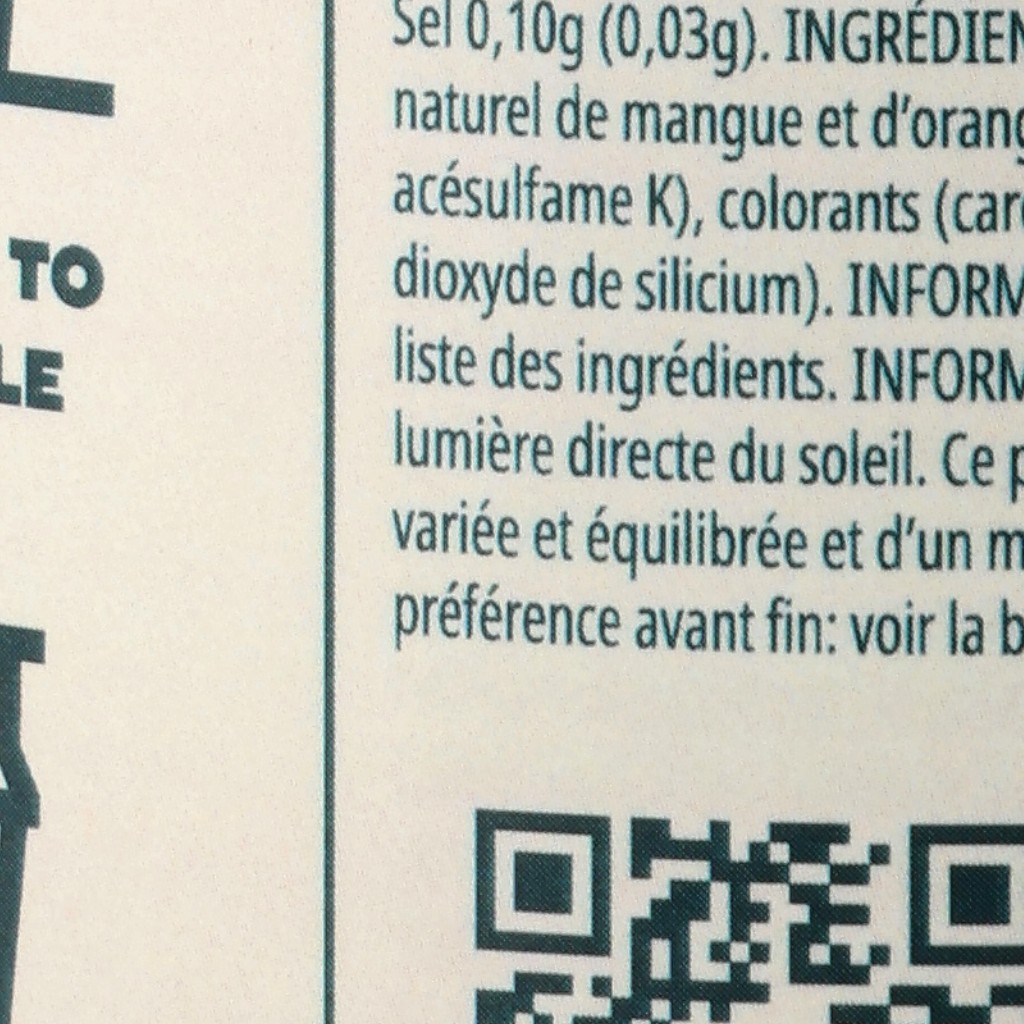 TO
LE
Sel 0,10g (0,03g). INGRÉDIEN
naturel de mangue et d’orang
acésulfame K), colorants (car
dioxyde de silicium). INFORM
liste des ingrédients. INFORM
lumière directe du soleil. Ce p
variée et équilibrée et d’un m
préférence avant fin: voir la b